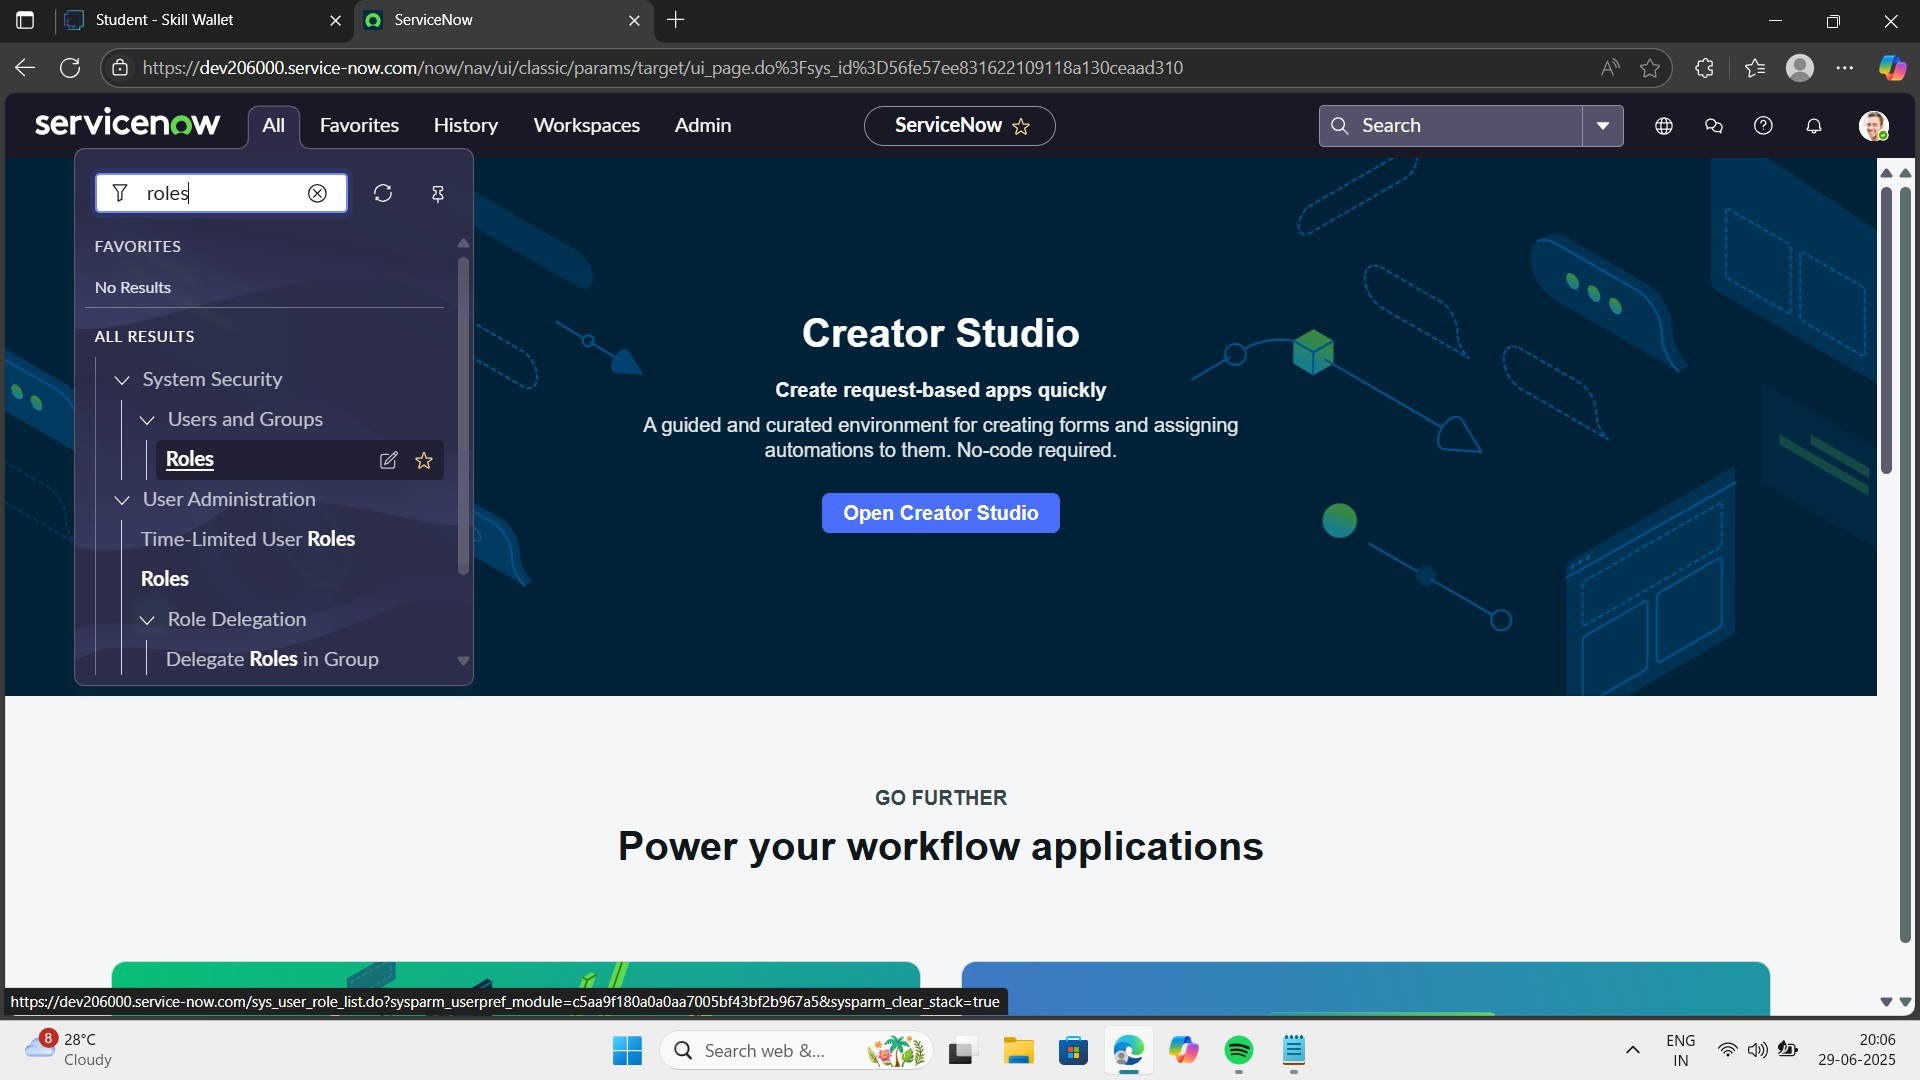 Student - Skill Wallet
ServiceNow
https://dev206000.service-now.com/now/nav/ui/classic/params/target/ui_page.do%3Fsys_id%3D56fe57ee831622109118a130ceaad310
servicenow
All
Favorites
History
Workspaces
Admin
ServiceNow
Search
roles
FAVORITES
No Results
ALL RESULTS
System Security
Users and Groups
Roles
User Administration
Time-Limited User Roles
Roles
Role Delegation
Delegate Roles in Group
Creator Studio
Create request-based apps quickly
A guided and curated environment for creating forms and assigning
automations to them. No-code required.
Open Creator Studio
GO FURTHER
Power your workflow applications
https://dev206000.service-now.com/sys_user_role_list.do?sysparm_userpref_module=c5aa9f180a0a0aa7005bf43bf2b967a5&sysparm_clear_stack=true
8
28°C
Cloudy
Search web &...
ENG
IN
20:06
29-06-2025